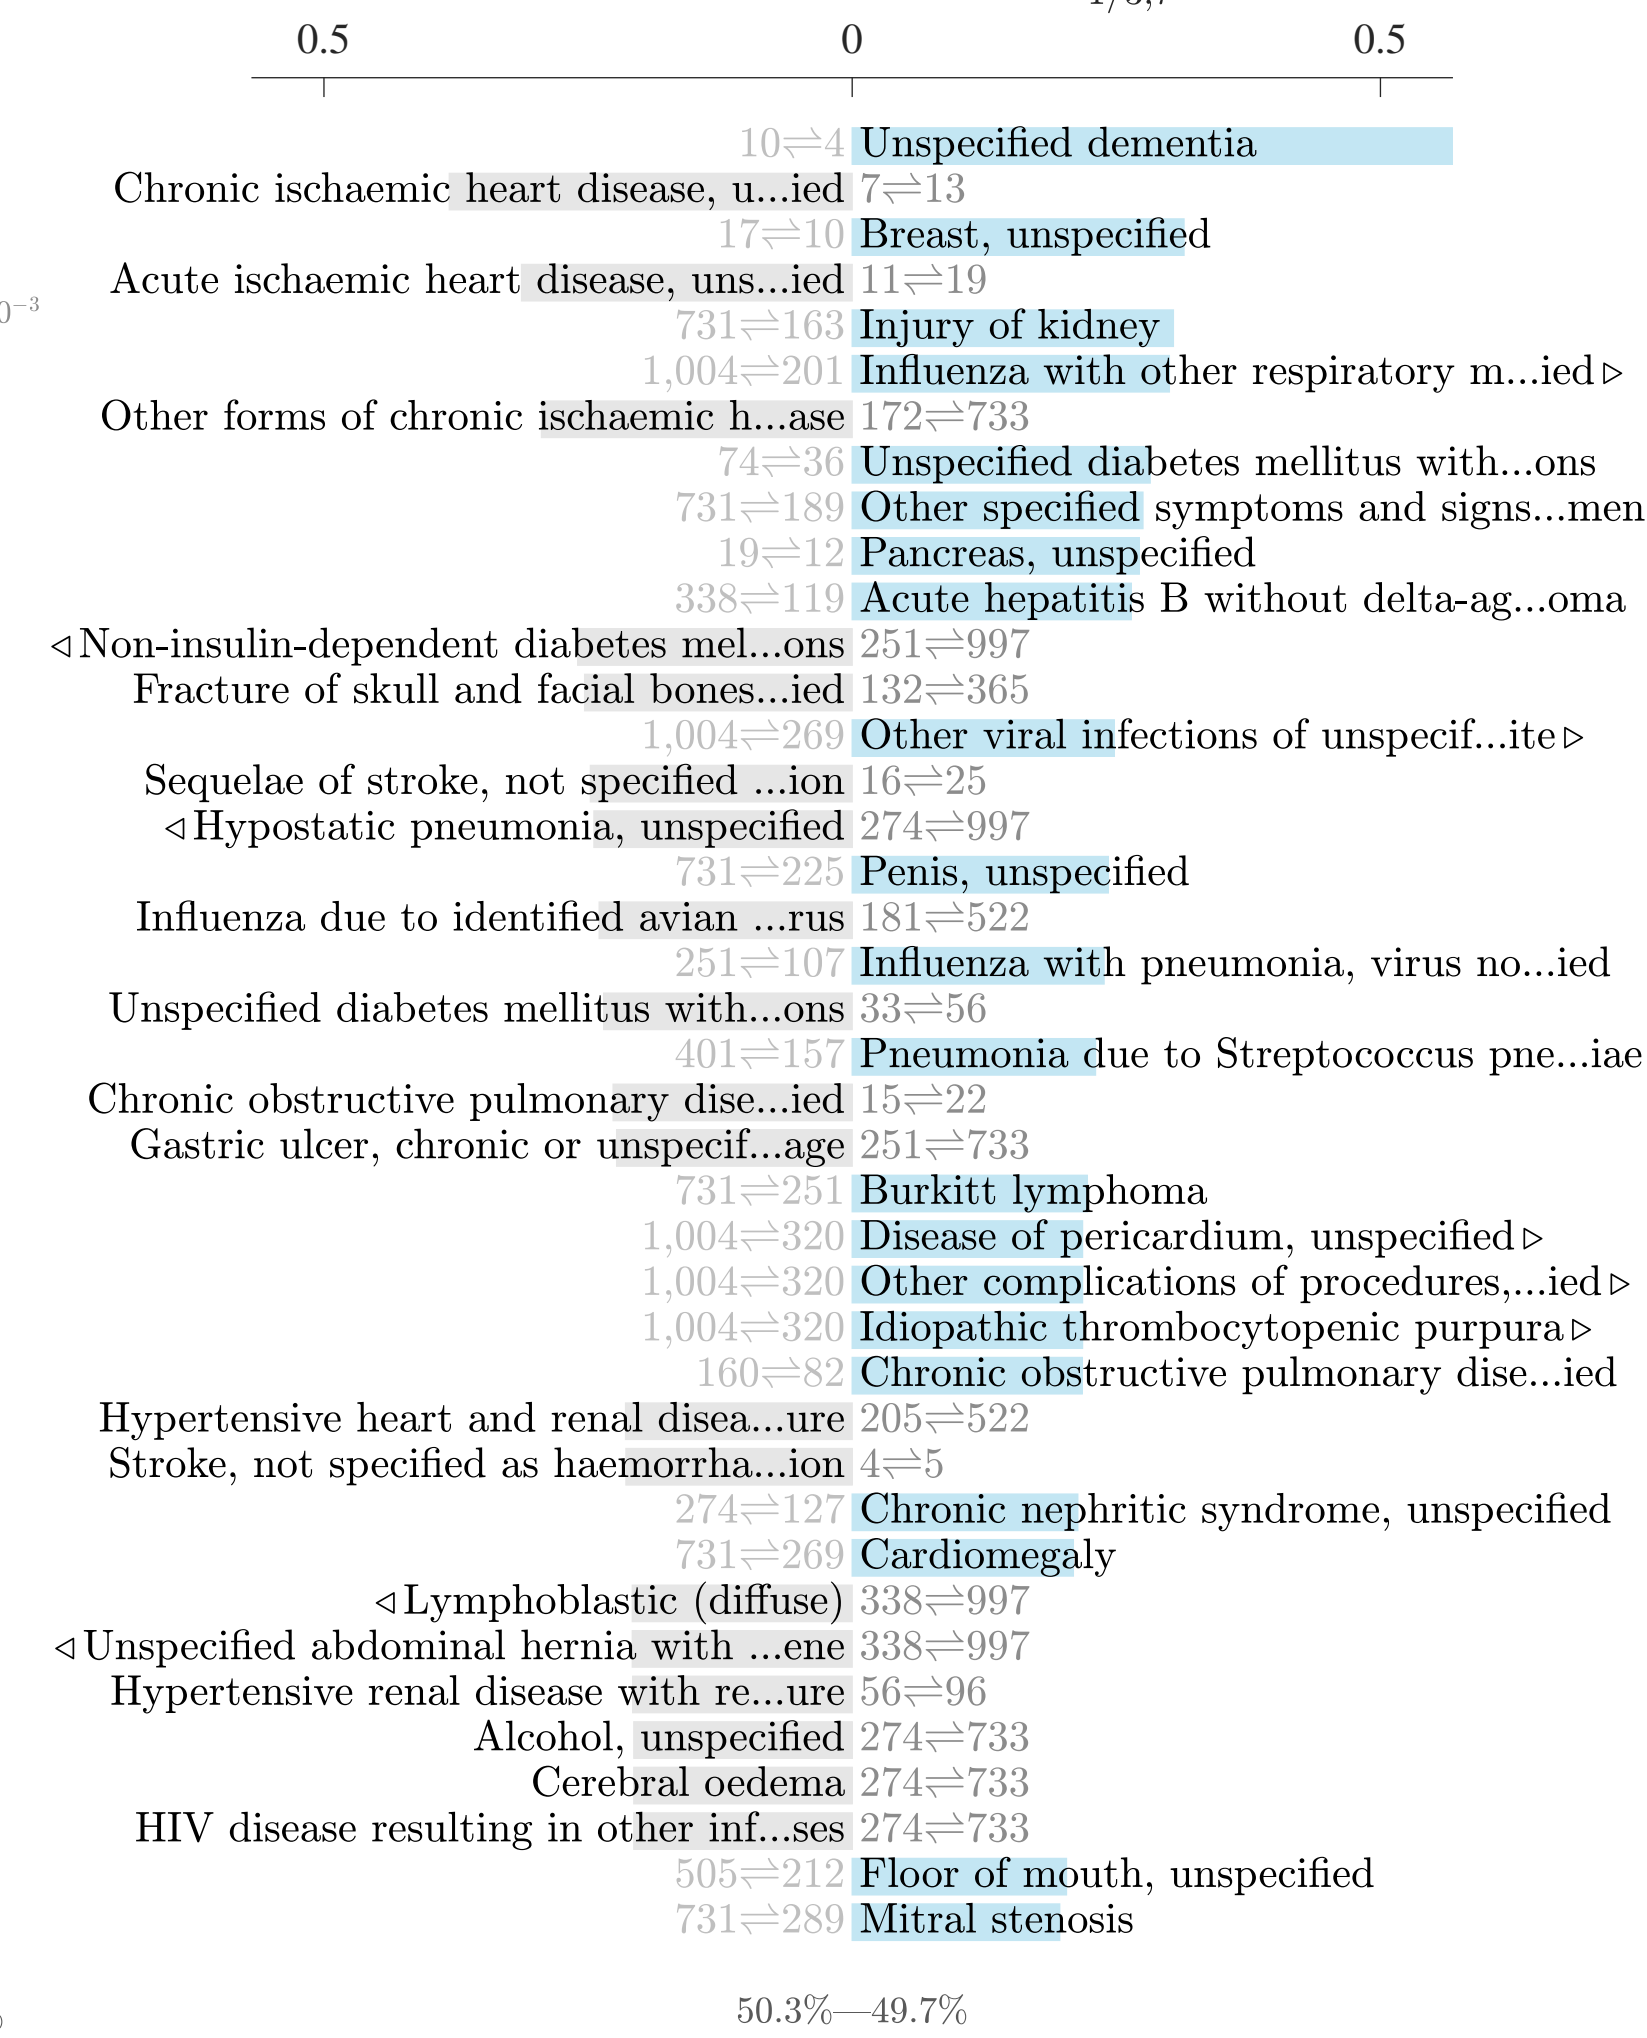 0.5 0 0.5
10⇌4 Unspecified dementia
Chronic ischaemic heart disease, u...ied 7⇌13
17⇌10 Breast, unspecified
Acute ischaemic heart disease, uns...ied 11⇌19
731⇌163 Injury of kidney
1,004⇌201 Influenza with other respiratory m...ied▹
Other forms of chronic ischaemic h...ase 172⇌733
74⇌36 Unspecified diabetes mellitus with...ons
731⇌189 Other specified symptoms and signs...men
19⇌12 Pancreas, unspecified
338⇌119 Acute hepatitis B without delta-ag...oma
◃Non-insulin-dependent diabetes mel...ons 251⇌997
Fracture of skull and facial bones...ied 132⇌365
1,004⇌269 Other viral infections of unspecif...ite▹
Sequelae of stroke, not specified ...ion 16⇌25
◃Hypostatic pneumonia, unspecified 274⇌997
731⇌225 Penis, unspecified
Influenza due to identified avian ...rus 181⇌522
251⇌107 Influenza with pneumonia, virus no...ied
Unspecified diabetes mellitus with...ons 33⇌56
401⇌157 Pneumonia due to Streptococcus pne...iae
Chronic obstructive pulmonary dise...ied 15⇌22
Gastric ulcer, chronic or unspecif...age 251⇌733
731⇌251 Burkitt lymphoma
1,004⇌320 Disease of pericardium, unspecified▹
1,004⇌320 Other complications of procedures,...ied▹
1,004⇌320 Idiopathic thrombocytopenic purpura▹
160⇌82 Chronic obstructive pulmonary dise...ied
Hypertensive heart and renal disea...ure 205⇌522
Stroke, not specified as haemorrha...ion 4⇌5
274⇌127 Chronic nephritic syndrome, unspecified
731⇌269 Cardiomegaly
◃Lymphoblastic (diffuse) 338⇌997
◃Unspecified abdominal hernia with ...ene 338⇌997
Hypertensive renal disease with re...ure 56⇌96
Alcohol, unspecified 274⇌733
Cerebral oedema 274⇌733
HIV disease resulting in other inf...ses 274⇌733
505⇌212 Floor of mouth, unspecified
731⇌289 Mitral stenosis
50.3%—49.7%